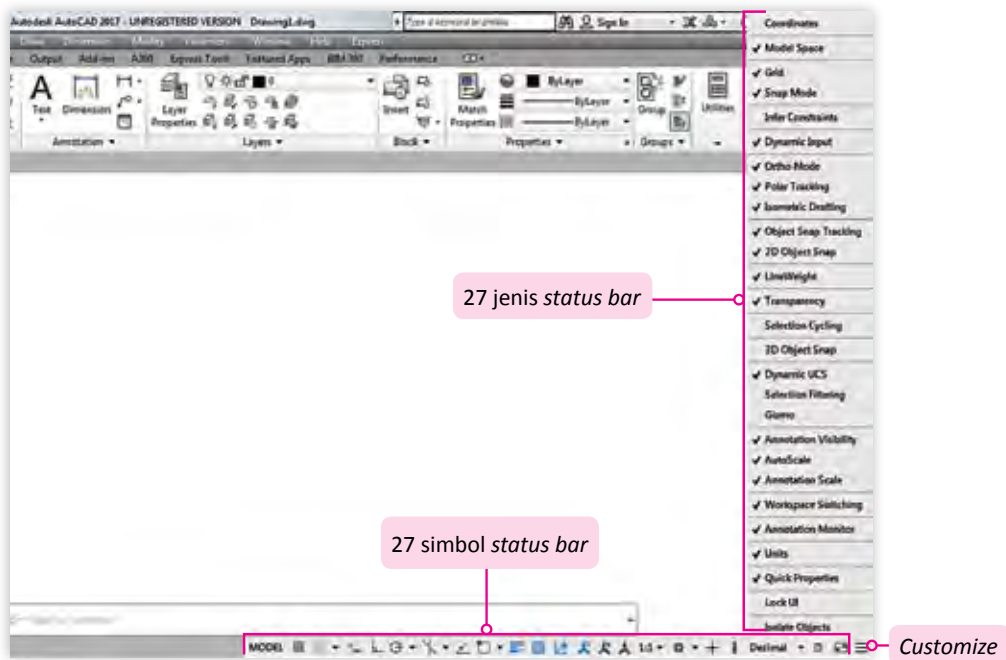 Autodesk AutoCAD 2017 - UNREGISTERED VERSION Drawing1.dwg
Type a keyword or phrase
Sign In
Output Add-ins A360 Express Tools Featured Apps BIM 360 Performance
Text Dimension Layer Properties Insert Match Properties Group Utilities
ByLayer
ByLayer
ByLayer
Annotation Layers Block Properties Groups
Coordinates
Model Space
Grid
Snap Mode
Infer Constraints
Dynamic Input
Ortho Mode
Polar Tracking
Isometric Drafting
Object Snap Tracking
2D Object Snap
LineWeight
Transparency
Selection Cycling
3D Object Snap
Dynamic UCS
Selection Filtering
Gizmo
Annotation Visibility
AutoScale
Annotation Scale
Workspace Switching
Annotation Monitor
Units
Quick Properties
Lock UI
Isolate Objects
27 jenis status bar
27 simbol status bar
MODEL 1:1 Decimal
Customize